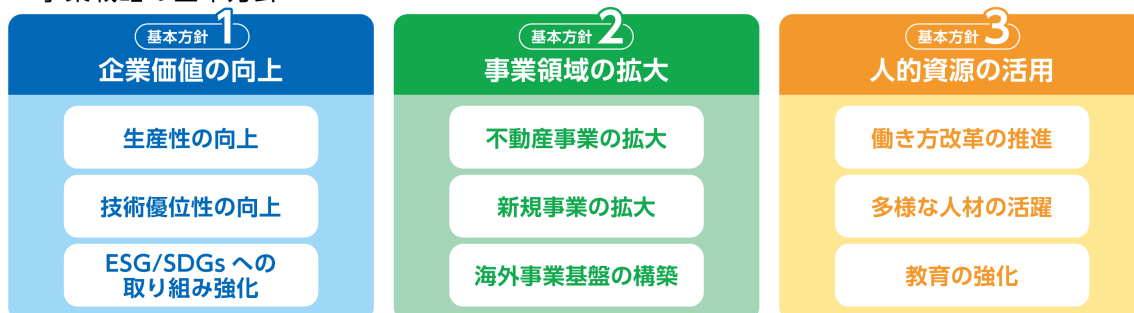 基本方針 1
企業価値の向上
生産性の向上
技術優位性の向上
ESG/SDGs への
取り組み強化
基本方針 2
事業領域の拡大
不動産事業の拡大
新規事業の拡大
海外事業基盤の構築
基本方針 3
人的資源の活用
働き方改革の推進
多様な人材の活躍
教育の強化